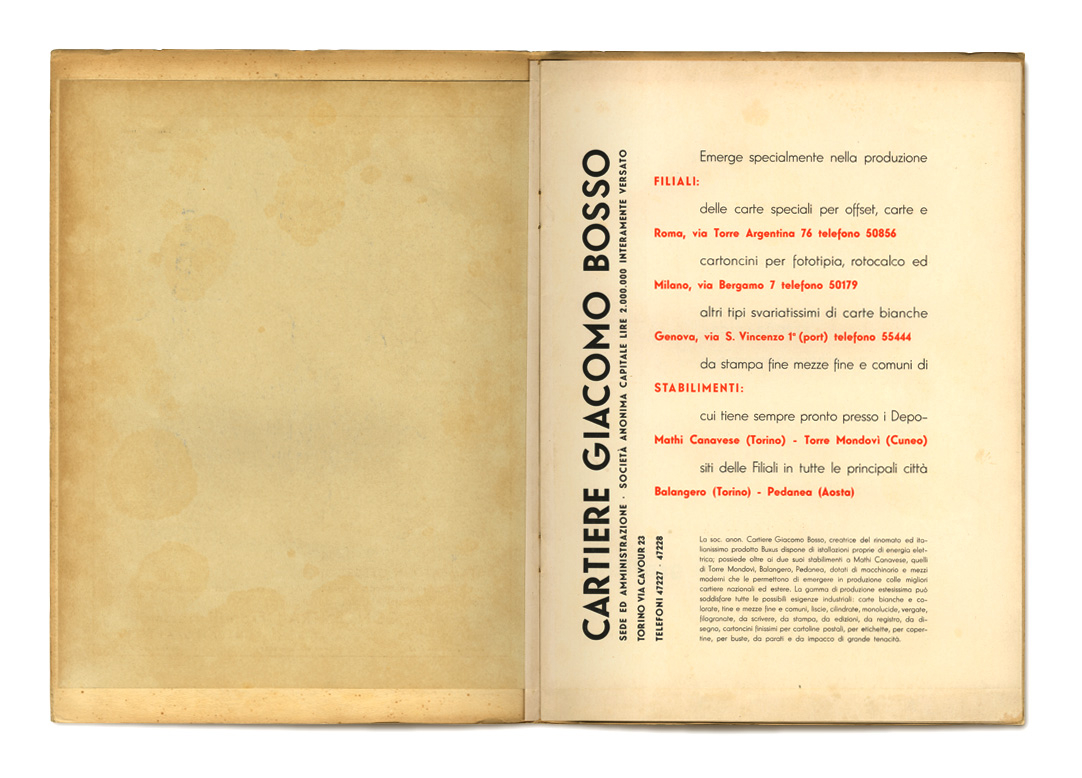 CARTIERE GIACOMO BOSSO
SEDE ED AMMINISTRAZIONE · SOCIETÀ ANONIMA CAPITALE LIRE 2.000.000 INTERAMENTE VERSATO
TORINO VIA CAVOUR 23
TELEFONI 47227 · 47228
Emerge specialmente nella produzione
FILIALI:
delle carte speciali per offset, carte e
Roma, via Torre Argentina 76 telefono 50856
cartoncini per fototipia, rotocalco ed
Milano, via Bergamo 7 telefono 50179
altri tipi svariatissimi di carte bianche
Genova, via S. Vincenzo 1ª (port) telefono 55444
da stampa fine mezze fine e comuni di
STABILIMENTI:
cui tiene sempre pronto presso i Depo-
Mathi Canavese (Torino) - Torre Mondovì (Cuneo)
siti delle Filiali in tutte le principali città
Balangero (Torino) - Pedanea (Aosta)
La soc. anon. Cartiere Giacomo Bosso, creatrice del rinomato ed ita-
lianissimo prodotto Buxus dispone di istallazioni proprie di energia elet-
trica; possiede oltre ai due suoi stabilimenti a Mathi Canavese, quelli
di Torre Mondovì, Balangero, Pedanea, dotati di macchinario e mezzi
moderni che le permettono di emergere in produzione colle migliori
cartiere nazionali ed estere. La gamma di produzione estesissima può
soddisfare tutte le possibili esigenze industriali: carte bianche e co-
lorate, fine e mezze fine e comuni, liscie, cilindrate, monolucide, vergate,
filogranate, da scrivere, da stampa, da edizioni, da registro, da di-
segno, cartoncini finissimi per cartoline postali, per etichette, per coper-
tine, per buste, da parati e da impacco di grande tenacità.